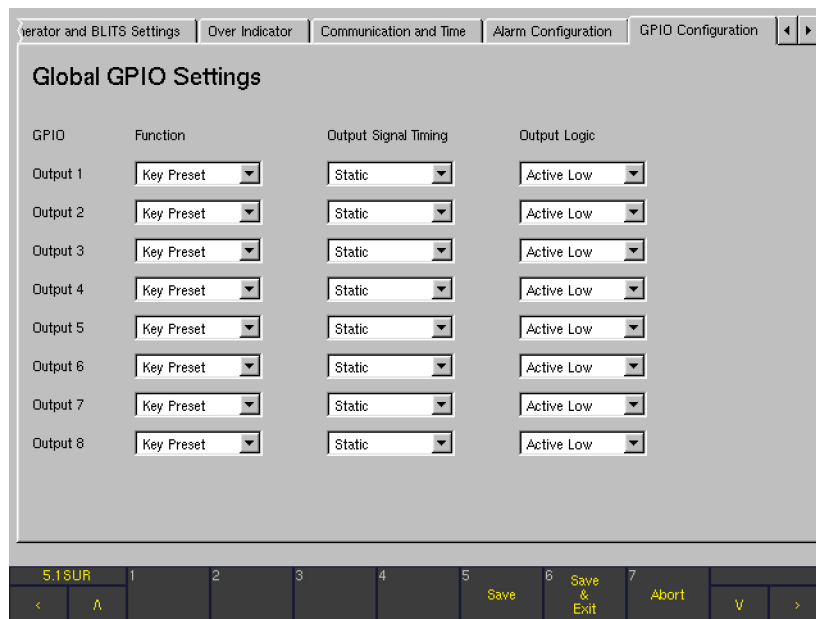 and BLITS Settings Over Indicator Communication and Time Alarm Configuration GPIO Configuration
Global GPIO Settings
GPIO Function Output Signal Timing Output Logic
Output 1 Key Preset Static Active Low
Output 2 Key Preset Static Active Low
Output 3 Key Preset Static Active Low
Output 4 Key Preset Static Active Low
Output 5 Key Preset Static Active Low
Output 6 Key Preset Static Active Low
Output 7 Key Preset Static Active Low
Output 8 Key Preset Static Active Low
5.1SUR 1 2 3 4 5 Save 6 Save & Exit 7 Abort
< Λ V >